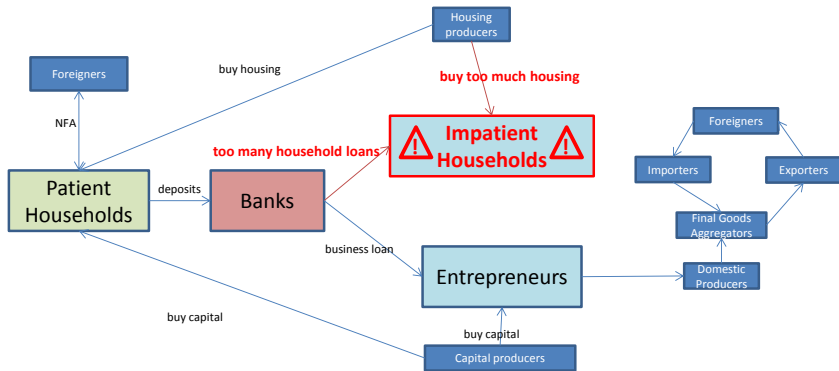 Housing
producers
buy housing
Foreigners
buy too much housing
NFA
Impatient
Households
Foreigners
too many household loans
Importers
Exporters
Patient
Households
deposits
Banks
Final Goods
Aggregators
business loan
Entrepreneurs
Domestic
Producers
buy capital
buy capital
Capital producers